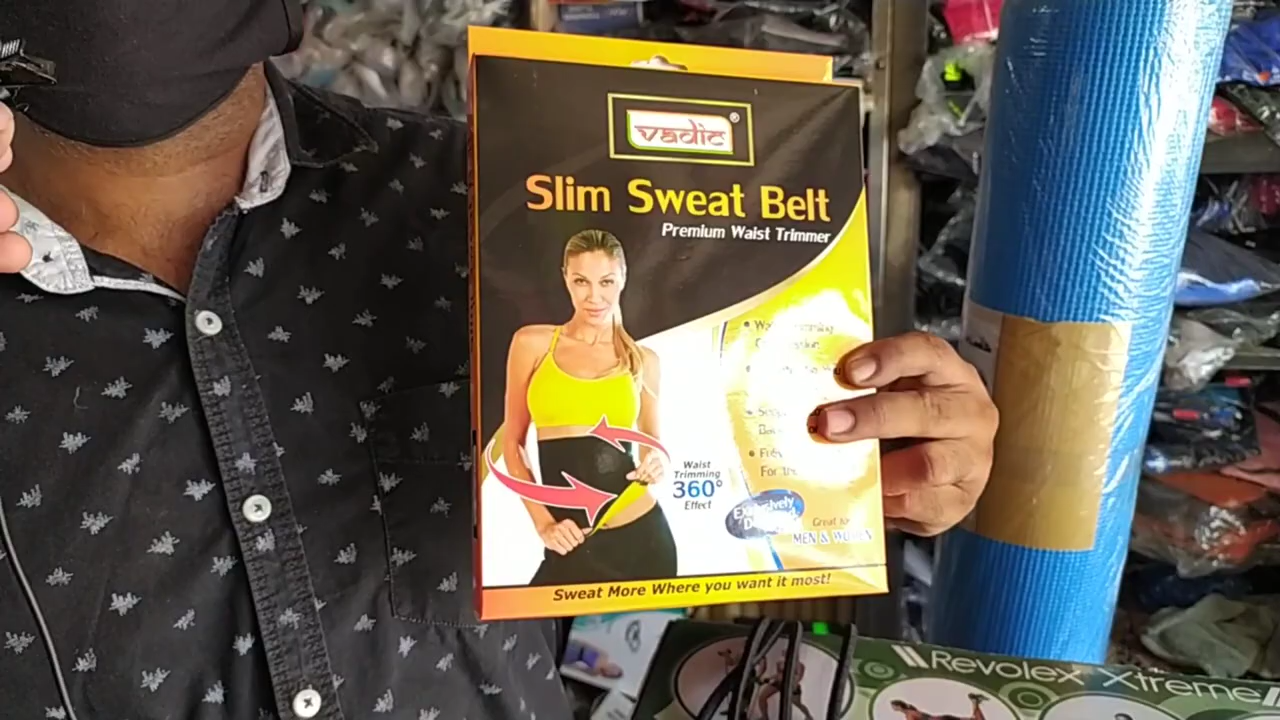 vadic®
Slim Sweat Belt
Premium Waist Trimmer
Waist
Trimming
360°
Effect
For
Great for
MEN & WOMEN
Sweat More Where you want it most!
Revolex Xtreme